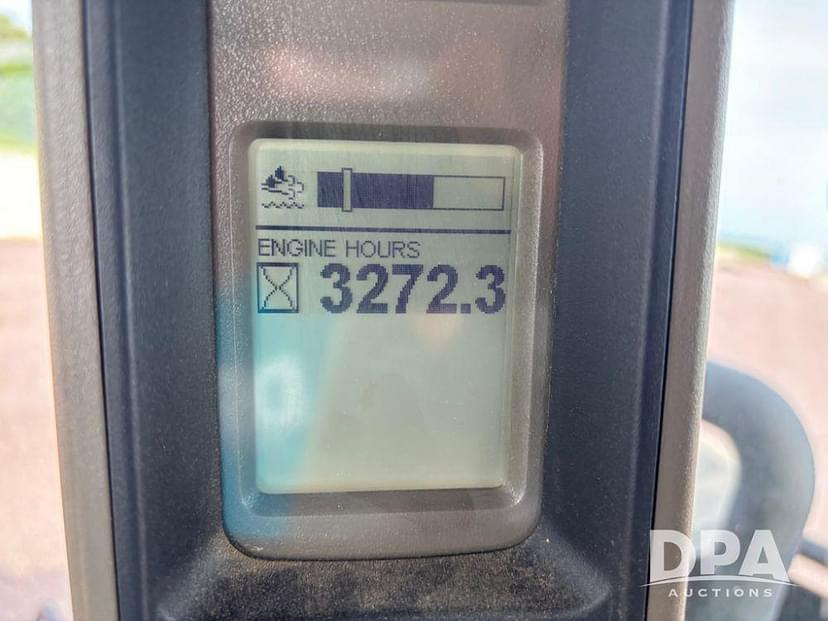 ENGINE HOURS
3272.3
DPA
AUCTIONS